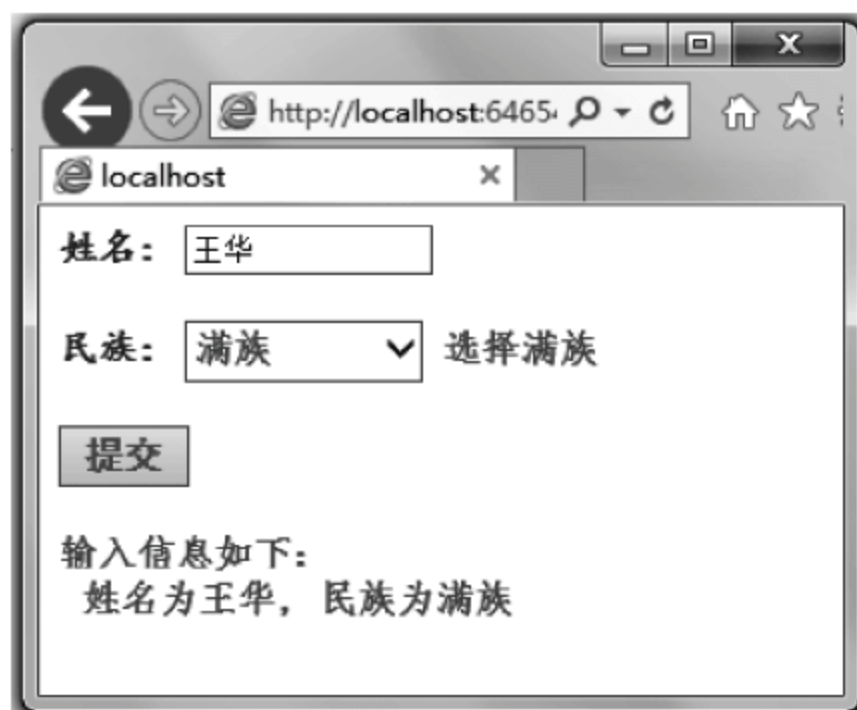 http://localhost:6465
localhost
姓名: 王华
民族: 满族 选择满族
提交
输入信息如下:
姓名为王华, 民族为满族